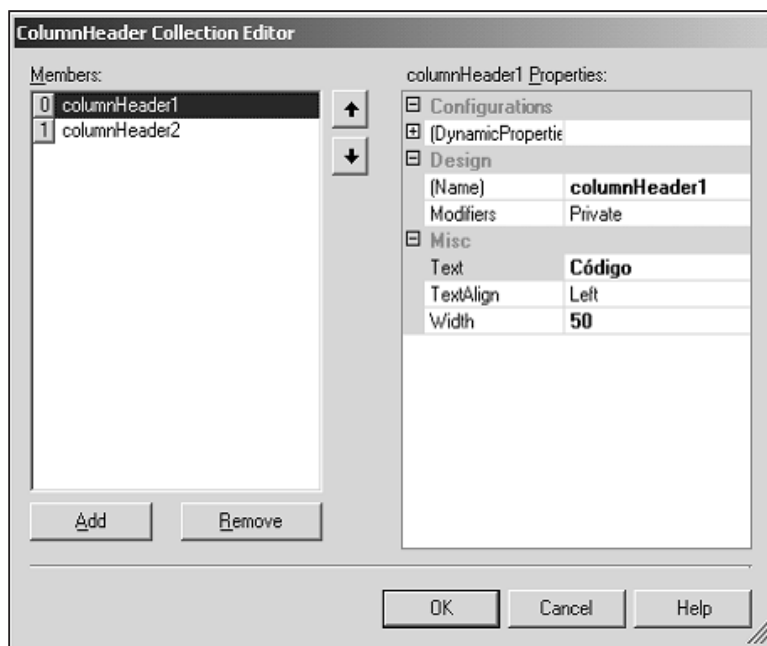 ColumnHeader Collection Editor
Members:
0 columnHeader1
1 columnHeader2
Add Remove
columnHeader1 Properties:
Configurations
(DynamicPropertie
Design
(Name) columnHeader1
Modifiers Private
Misc
Text Código
TextAlign Left
Width 50
OK Cancel Help